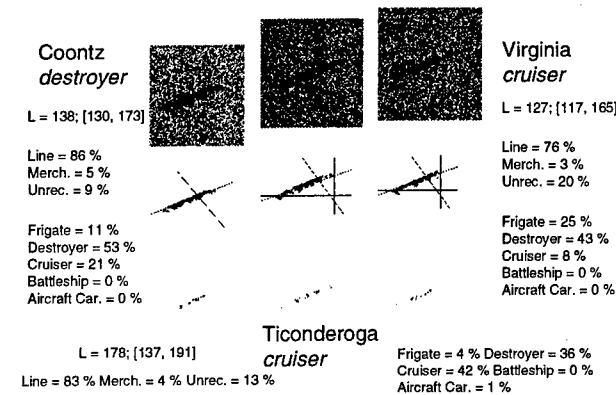 Coontz
destroyer
L = 138; [130, 173]
Line = 86 %
Merch. = 5 %
Unrec. = 9 %
Frigate = 11 %
Destroyer = 53 %
Cruiser = 21 %
Battleship = 0 %
Aircraft Car. = 0 %
Virginia
cruiser
L = 127; [117, 165]
Line = 76 %
Merch. = 3 %
Unrec. = 20 %
Frigate = 25 %
Destroyer = 43 %
Cruiser = 8 %
Battleship = 0 %
Aircraft Car. = 0 %
Ticonderoga
cruiser
L = 178; [137, 191]
Line = 83 % Merch. = 4 % Unrec. = 13 %
Frigate = 4 % Destroyer = 36 %
Cruiser = 42 % Battleship = 0 %
Aircraft Car. = 1 %